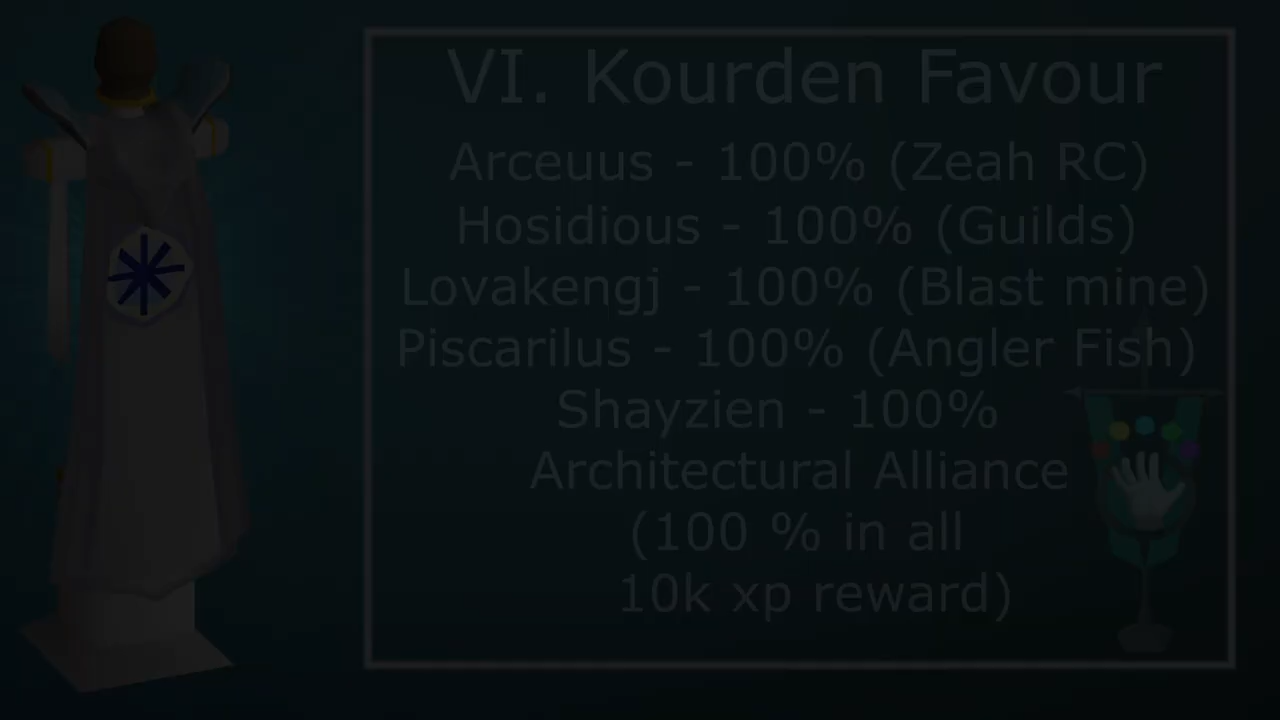 VI. Kourden Favour
Arceuus - 100% (Zeah RC)
Hosidious - 100% (Guilds)
Lovakengj - 100% (Blast mine)
Piscarilus - 100% (Angler Fish)
Shayzien - 100%
Architectural Alliance
(100 % in all
10k xp reward)